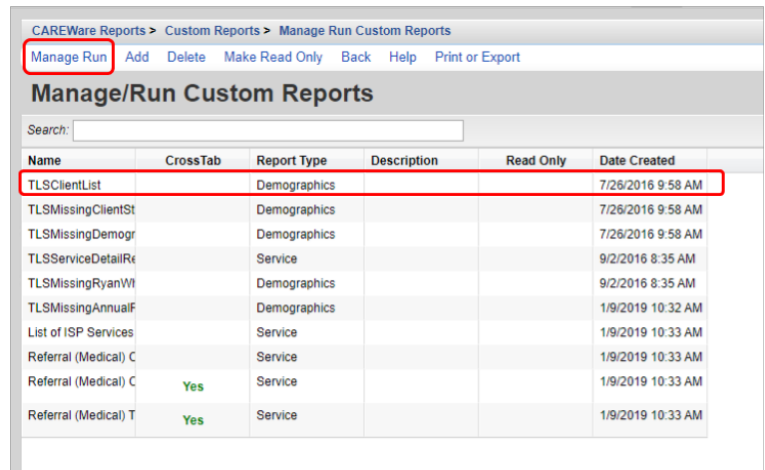 CAREWare Reports > Custom Reports > Manage Run Custom Reports
Manage Run Add Delete Make Read Only Back Help Print or Export
Manage/Run Custom Reports
Search:
Name CrossTab Report Type Description Read Only Date Created
TLSClientList Demographics 7/26/2016 9:58 AM
TLSMissingClientSt Demographics 7/26/2016 9:58 AM
TLSMissingDemogr Demographics 7/26/2016 9:58 AM
TLSServiceDetailRe Service 9/2/2016 8:35 AM
TLSMissingRyanWh Demographics 9/2/2016 8:35 AM
TLSMissingAnnualF Demographics 1/9/2019 10:32 AM
List of ISP Services Service 1/9/2019 10:33 AM
Referral (Medical) C Service 1/9/2019 10:33 AM
Referral (Medical) C Yes Service 1/9/2019 10:33 AM
Referral (Medical) T Yes Service 1/9/2019 10:33 AM